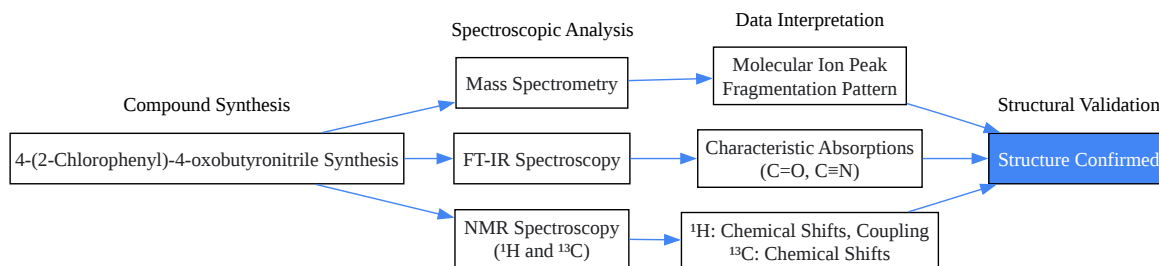 Compound Synthesis
4-(2-Chlorophenyl)-4-oxobutyronitrile Synthesis
Spectroscopic Analysis
Mass Spectrometry
FT-IR Spectroscopy
NMR Spectroscopy
(¹H and ¹³C)
Data Interpretation
Molecular Ion Peak
Fragmentation Pattern
Characteristic Absorptions
(C=O, C≡N)
¹H: Chemical Shifts, Coupling
¹³C: Chemical Shifts
Structural Validation
Structure Confirmed